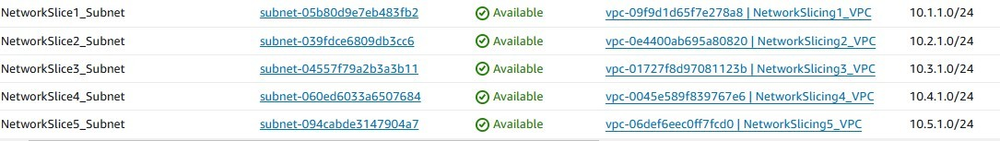 NetworkSlice1_Subnet subnet-05b80d9e7eb483fb2 Available vpc-09f9d1d65f7e278a8 | NetworkSlicing1_VPC 10.1.1.0/24
NetworkSlice2_Subnet subnet-039fdce6809db3cc6 Available vpc-0e4400ab695a80820 | NetworkSlicing2_VPC 10.2.1.0/24
NetworkSlice3_Subnet subnet-04557f79a2b3a3b11 Available vpc-01727f8d97081123b | NetworkSlicing3_VPC 10.3.1.0/24
NetworkSlice4_Subnet subnet-060ed6033a6507684 Available vpc-0045e589f839767e6 | NetworkSlicing4_VPC 10.4.1.0/24
NetworkSlice5_Subnet subnet-094cabde3147904a7 Available vpc-06def6eec0ff7fcd0 | NetworkSlicing5_VPC 10.5.1.0/24